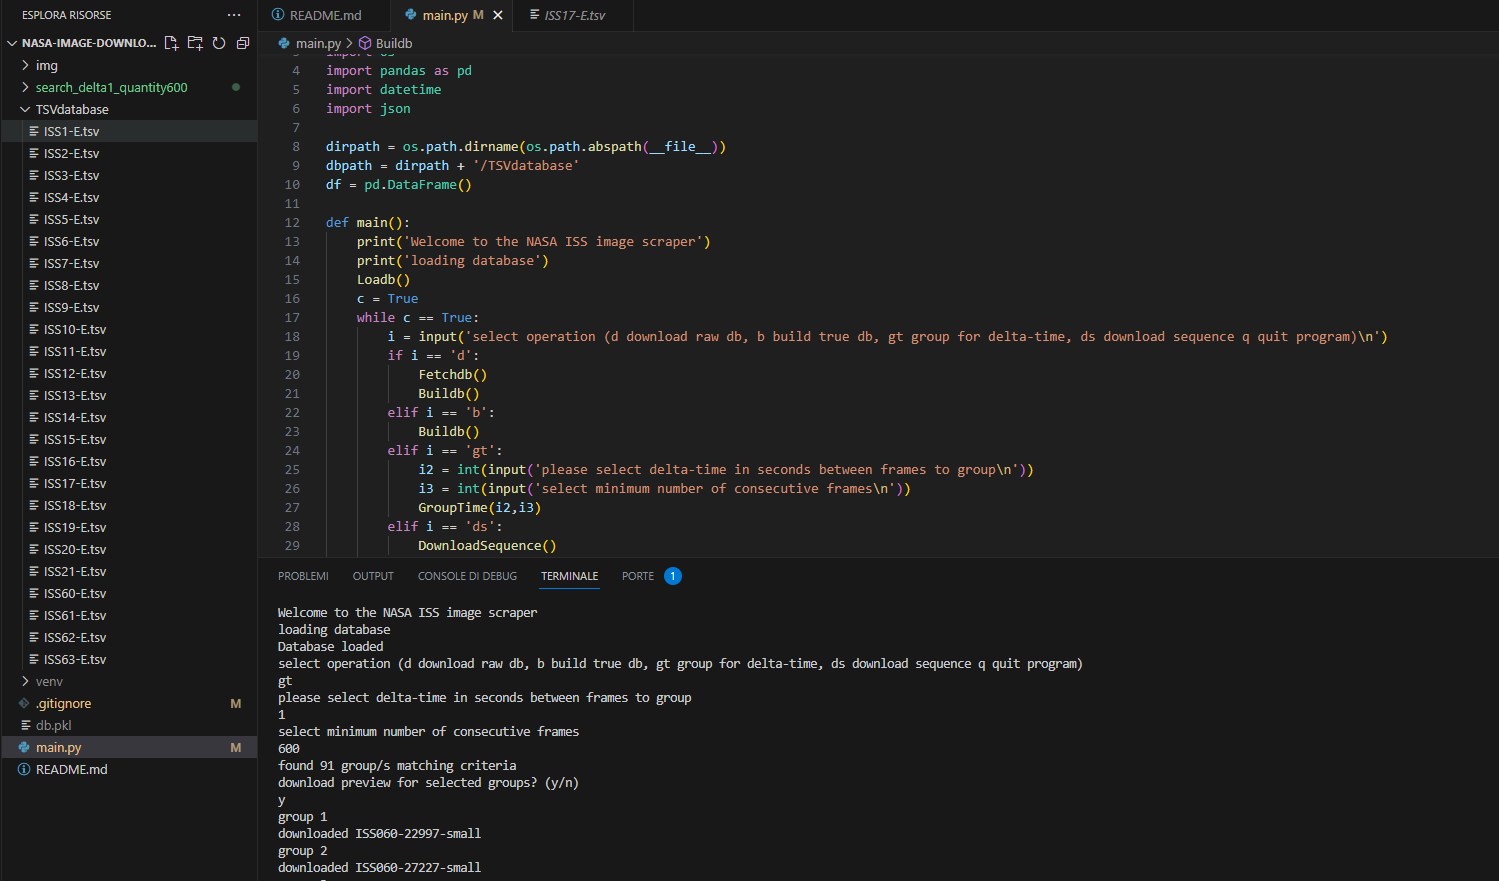 ESPLORA RISORSE
NASA-IMAGE-DOWNLO...
img
search_delta1_quantity600
TSVdatabase
ISS1-E.tsv
ISS2-E.tsv
ISS3-E.tsv
ISS4-E.tsv
ISS5-E.tsv
ISS6-E.tsv
ISS7-E.tsv
ISS8-E.tsv
ISS9-E.tsv
ISS10-E.tsv
ISS11-E.tsv
ISS12-E.tsv
ISS13-E.tsv
ISS14-E.tsv
ISS15-E.tsv
ISS16-E.tsv
ISS17-E.tsv
ISS18-E.tsv
ISS19-E.tsv
ISS20-E.tsv
ISS21-E.tsv
ISS60-E.tsv
ISS61-E.tsv
ISS62-E.tsv
ISS63-E.tsv
venv
.gitignore M
db.pkl
main.py M
README.md
README.md main.py M ISS17-E.tsv
main.py > Buildb
3 import os
4 import pandas as pd
5 import datetime
6 import json
7
8 dirpath = os.path.dirname(os.path.abspath(__file__))
9 dbpath = dirpath + '/TSVdatabase'
10 df = pd.DataFrame()
11
12 def main():
13 print('Welcome to the NASA ISS image scraper')
14 print('loading database')
15 Loadb()
16 c = True
17 while c == True:
18 i = input('select operation (d download raw db, b build true db, gt group for delta-time, ds download sequence q quit program)\n')
19 if i == 'd':
20 Fetchdb()
21 Buildb()
22 elif i == 'b':
23 Buildb()
24 elif i == 'gt':
25 i2 = int(input('please select delta-time in seconds between frames to group\n'))
26 i3 = int(input('select minimum number of consecutive frames\n'))
27 GroupTime(i2,i3)
28 elif i == 'ds':
29 DownloadSequence()
PROBLEMI OUTPUT CONSOLE DI DEBUG TERMINALE PORTE 1
Welcome to the NASA ISS image scraper
loading database
Database loaded
select operation (d download raw db, b build true db, gt group for delta-time, ds download sequence q quit program)
gt
please select delta-time in seconds between frames to group
1
select minimum number of consecutive frames
600
found 91 group/s matching criteria
download preview for selected groups? (y/n)
y
group 1
downloaded ISS060-22997-small
group 2
downloaded ISS060-27227-small